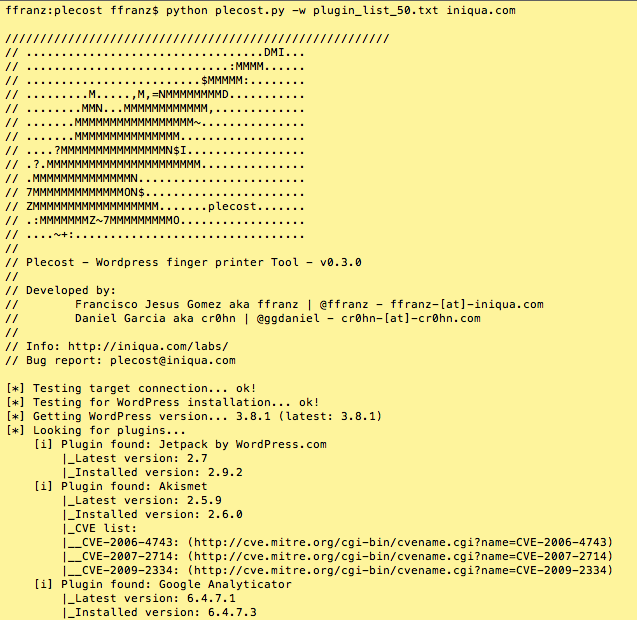 ffranz:plecost ffranz$ python plecost.py -w plugin_list_50.txt iniqua.com
///////////////////////////////////////////////////////
// ..................................DMI...
// .............................:MMMM......
// .........................$MMMMM:........
// .........M.....,M,=NMMMMMMMMD...........
// ........MMN...MMMMMMMMMMMM,.............
// .......MMMMMMMMMMMMMMMMM~...............
// .......MMMMMMMMMMMMMMM..................
// ....?MMMMMMMMMMMMMMMN$I.................
// .?.MMMMMMMMMMMMMMMMMMMMMM...............
// .MMMMMMMMMMMMMMN........................
// 7MMMMMMMMMMMMMON$.......................
// ZMMMMMMMMMMMMMMMMMM.......plecost.......
// .:MMMMMMMZ~7MMMMMMMMMO..................
// ....~+:.................................
//
// Plecost - Wordpress finger printer Tool - v0.3.0
//
// Developed by:
//        Francisco Jesus Gomez aka ffranz | @ffranz - ffranz-[at]-iniqua.com
//        Daniel Garcia aka cr0hn | @ggdaniel - cr0hn-[at]-cr0hn.com
//
// Info: http://iniqua.com/labs/
// Bug report: plecost@iniqua.com
[*] Testing target connection... ok!
[*] Testing for WordPress installation... ok!
[*] Getting WordPress version... 3.8.1 (latest: 3.8.1)
[*] Looking for plugins...
    [i] Plugin found: Jetpack by WordPress.com
        |_Latest version: 2.7
        |_Installed version: 2.9.2
    [i] Plugin found: Akismet
        |_Latest version: 2.5.9
        |_Installed version: 2.6.0
        |_CVE list:
        |__CVE-2006-4743: (http://cve.mitre.org/cgi-bin/cvename.cgi?name=CVE-2006-4743)
        |__CVE-2007-2714: (http://cve.mitre.org/cgi-bin/cvename.cgi?name=CVE-2007-2714)
        |__CVE-2009-2334: (http://cve.mitre.org/cgi-bin/cvename.cgi?name=CVE-2009-2334)
    [i] Plugin found: Google Analyticator
        |_Latest version: 6.4.7.1
        |_Installed version: 6.4.7.3